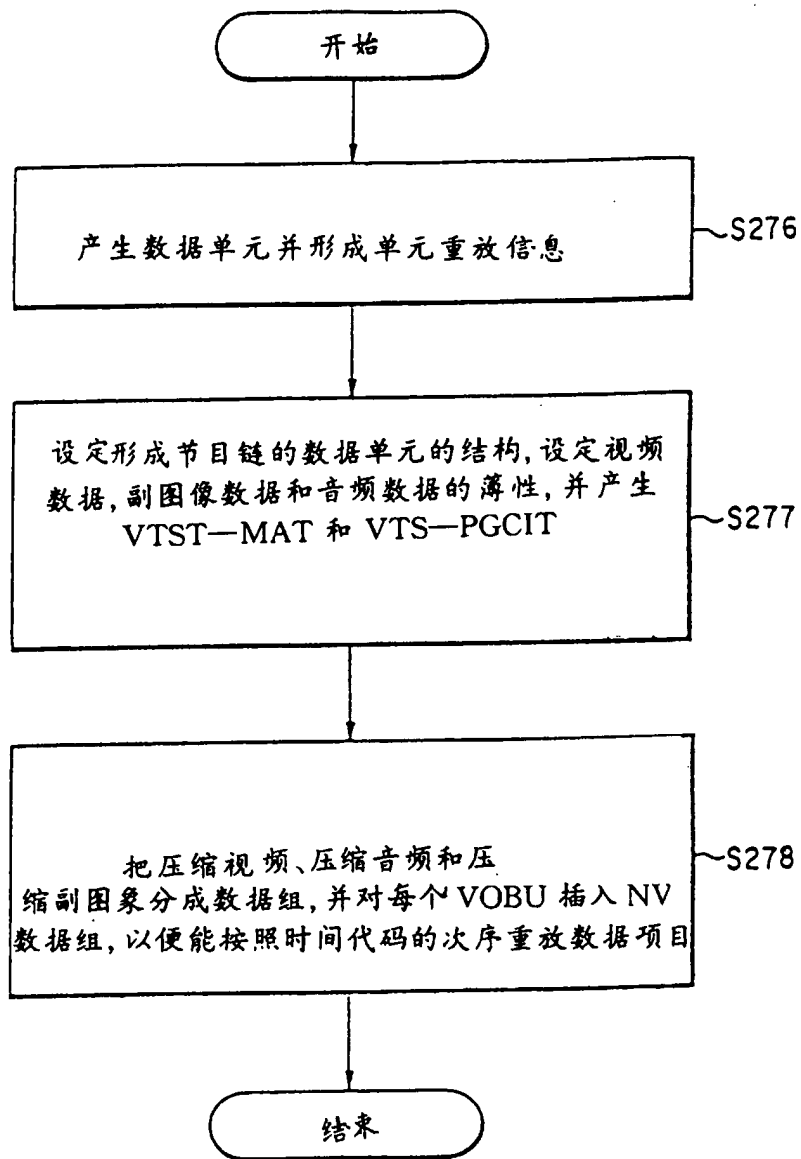 开始
产生数据单元并形成单元重放信息
S276
设定形成节目链的数据单元的结构,设定视频
数据,副图像数据和音频数据的薄性,并产生
VTST—MAT 和 VTS—PGCIT
S277
把压缩视频、压缩音频和压
缩副图象分成数据组,并对每个 VOBU 插入 NV
数据组,以便能按照时间代码的次序重放数据项目
S278
结束